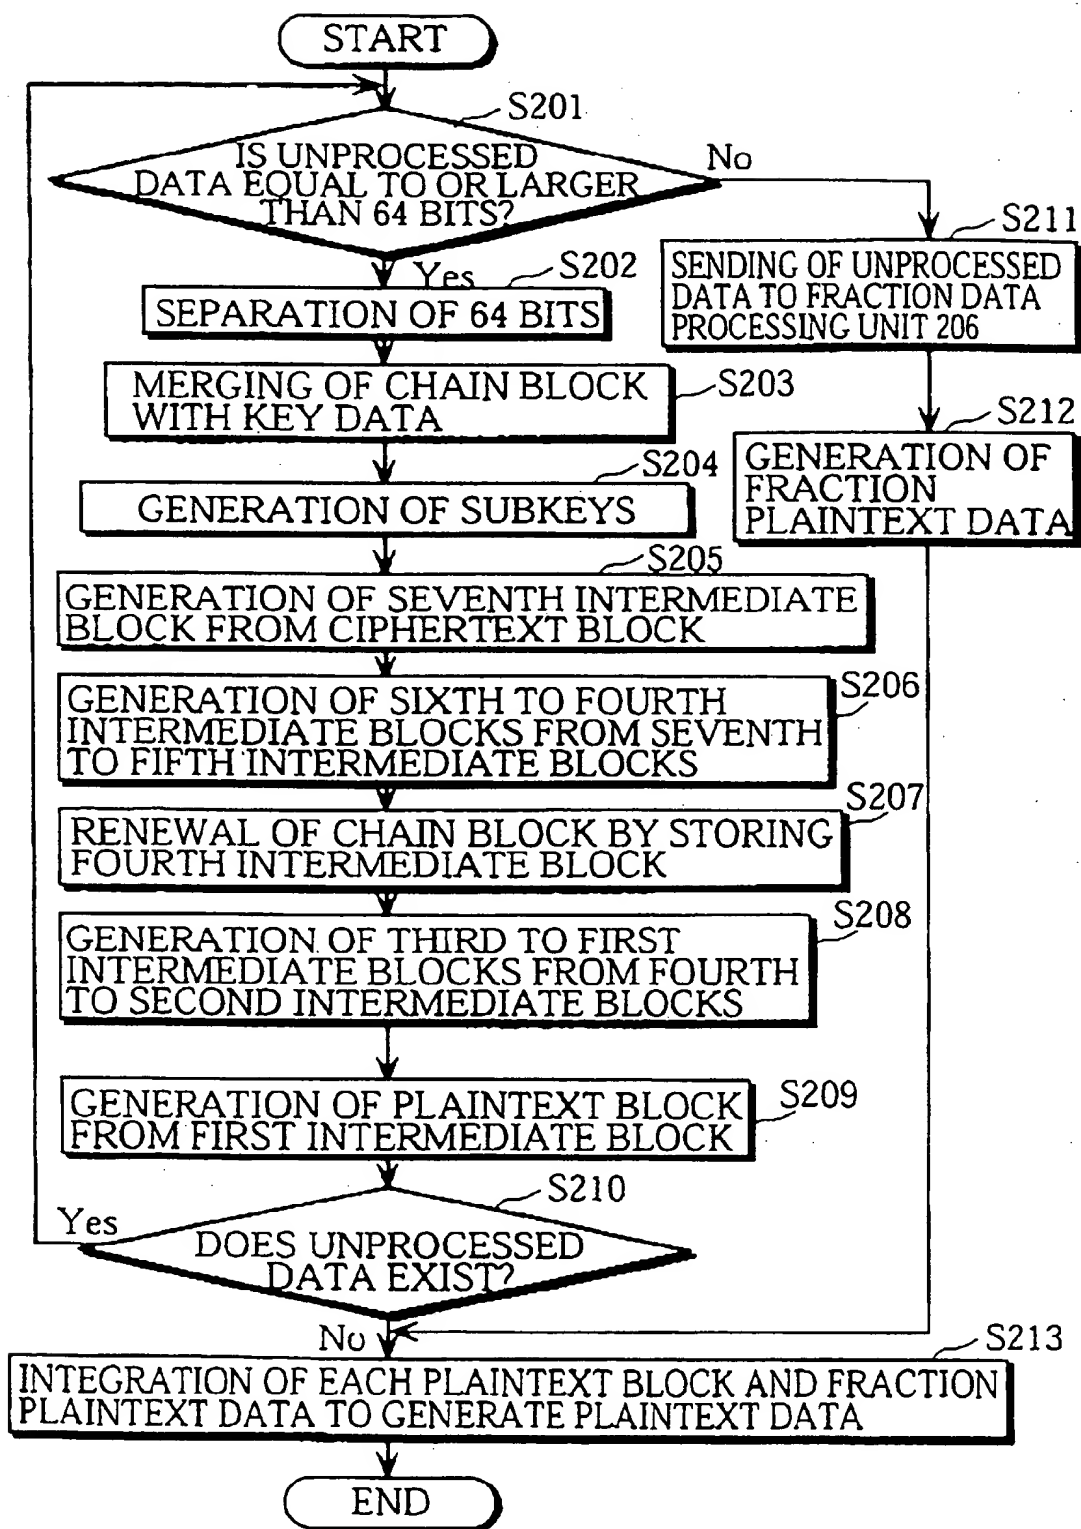 START
S201
IS UNPROCESSED
DATA EQUAL TO OR LARGER
THAN 64 BITS?
No
Yes
S202
SEPARATION OF 64 BITS
S203
MERGING OF CHAIN BLOCK
WITH KEY DATA
S204
GENERATION OF SUBKEYS
S205
GENERATION OF SEVENTH INTERMEDIATE
BLOCK FROM CIPHERTEXT BLOCK
S206
GENERATION OF SIXTH TO FOURTH
INTERMEDIATE BLOCKS FROM SEVENTH
TO FIFTH INTERMEDIATE BLOCKS
S207
RENEWAL OF CHAIN BLOCK BY STORING
FOURTH INTERMEDIATE BLOCK
S208
GENERATION OF THIRD TO FIRST
INTERMEDIATE BLOCKS FROM FOURTH
TO SECOND INTERMEDIATE BLOCKS
S209
GENERATION OF PLAINTEXT BLOCK
FROM FIRST INTERMEDIATE BLOCK
S210
Yes
DOES UNPROCESSED
DATA EXIST?
No
S211
SENDING OF UNPROCESSED
DATA TO FRACTION DATA
PROCESSING UNIT 206
S212
GENERATION OF
FRACTION
PLAINTEXT DATA
S213
INTEGRATION OF EACH PLAINTEXT BLOCK AND FRACTION
PLAINTEXT DATA TO GENERATE PLAINTEXT DATA
END